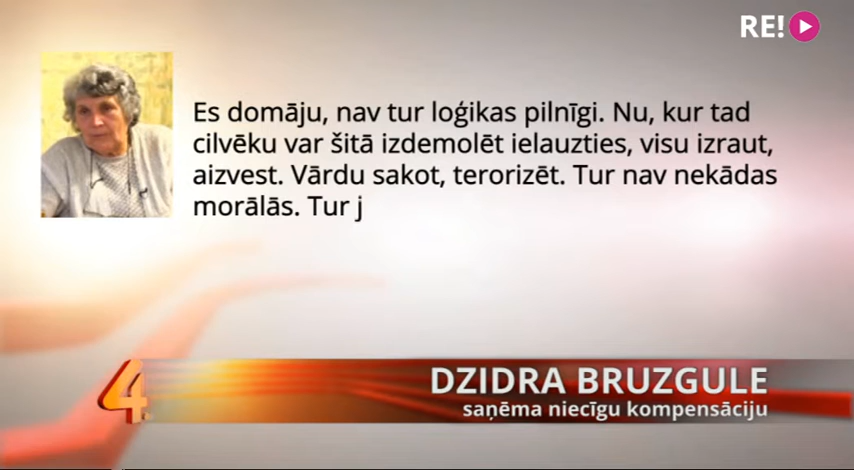 RE!
Es domāju, nav tur loģikas pilnīgi. Nu, kur tad
cilvēku var šitā izdemolēt ielauzties, visu izraut,
aizvest. Vārdu sakot, terorizēt. Tur nav nekādas
morālās. Tur j
4
DZIDRA BRUZGULE
saņēma niecīgu kompensāciju